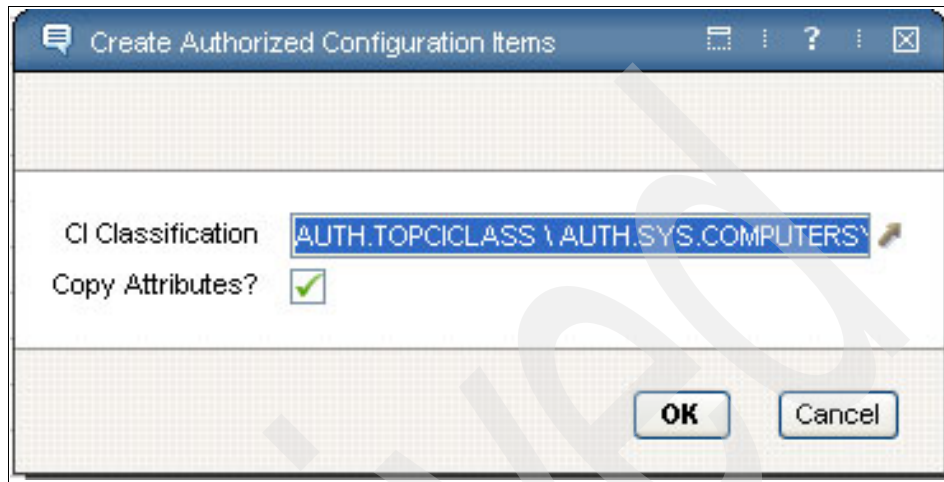 Create Authorized Configuration Items ?
CI Classification AUTH.TOPCICLASS \ AUTH.SYS.COMPUTERSY
Copy Attributes?
OK Cancel